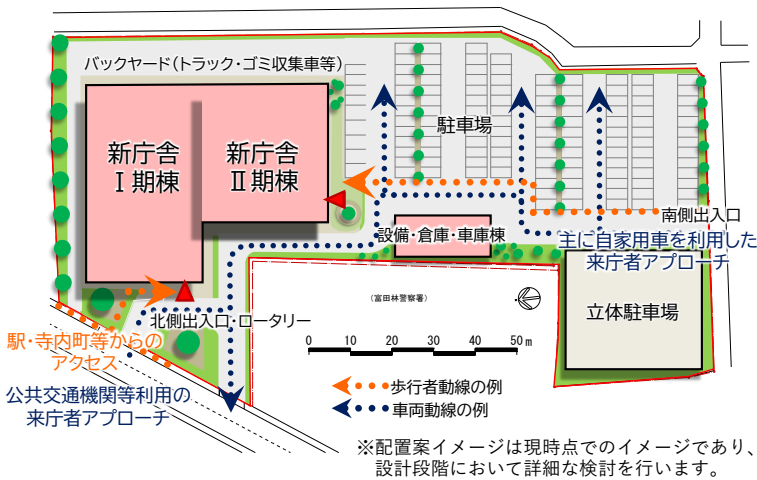 バックヤード(トラック・ゴミ収集車等)
新庁舎
Ⅰ期棟
新庁舎
Ⅱ期棟
駐車場
南側出入口
設備・倉庫・車庫棟
主に自家用車を利用した
来庁者アプローチ
(富田林警察署)
立体駐車場
北側出入口・ロータリー
駅・寺内町等からの
アクセス
0 10 20 30 40 50m
公共交通機関等利用の
来庁者アプローチ
歩行者動線の例
車両動線の例
※配置案イメージは現時点でのイメージであり、
設計段階において詳細な検討を行います。